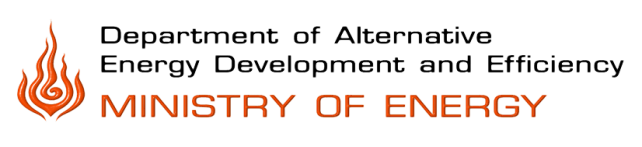 Department of Alternative
Energy Development and Efficiency
MINISTRY OF ENERGY